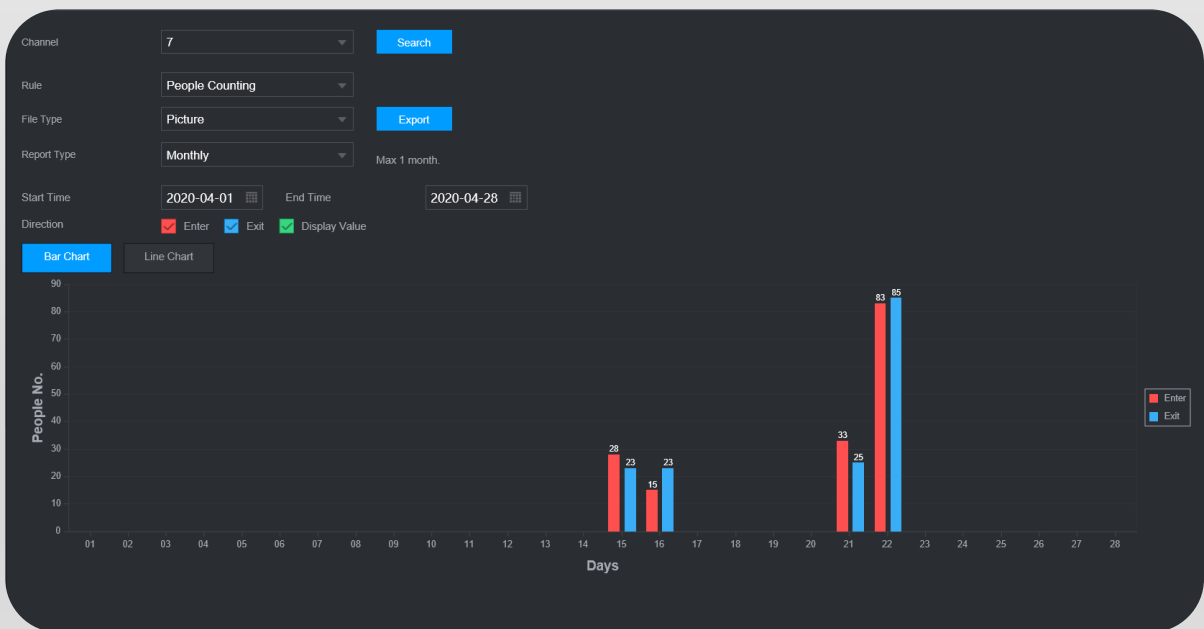 Channel 7 Search
Rule People Counting
File Type Picture Export
Report Type Monthly Max 1 month.
Start Time 2020-04-01 End Time 2020-04-28
Direction Enter Exit Display Value
Bar Chart Line Chart
90
80
70
60
50
40
30
20
10
0
People No.
28 23 15 23 33 25 83 85
Enter
Exit
01 02 03 04 05 06 07 08 09 10 11 12 13 14 15 16 17 18 19 20 21 22 23 24 25 26 27 28
Days